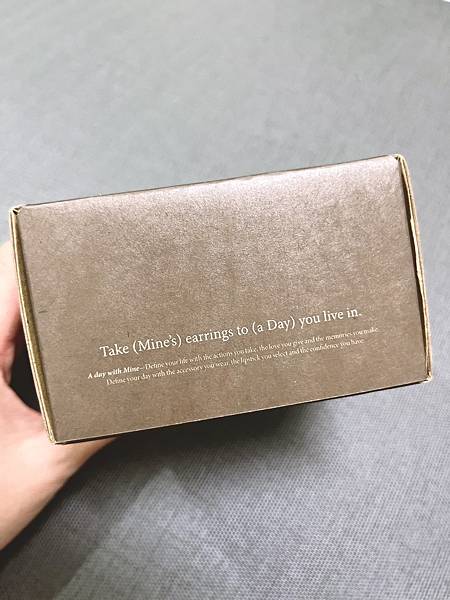 Take (Mine's) earrings to (a Day) you live in.
A day with Mine– Define your life with the actions you take, the love you give and the memories you make.
Define your day with the accessory you wear, the lipstick you select and the confidence you have.